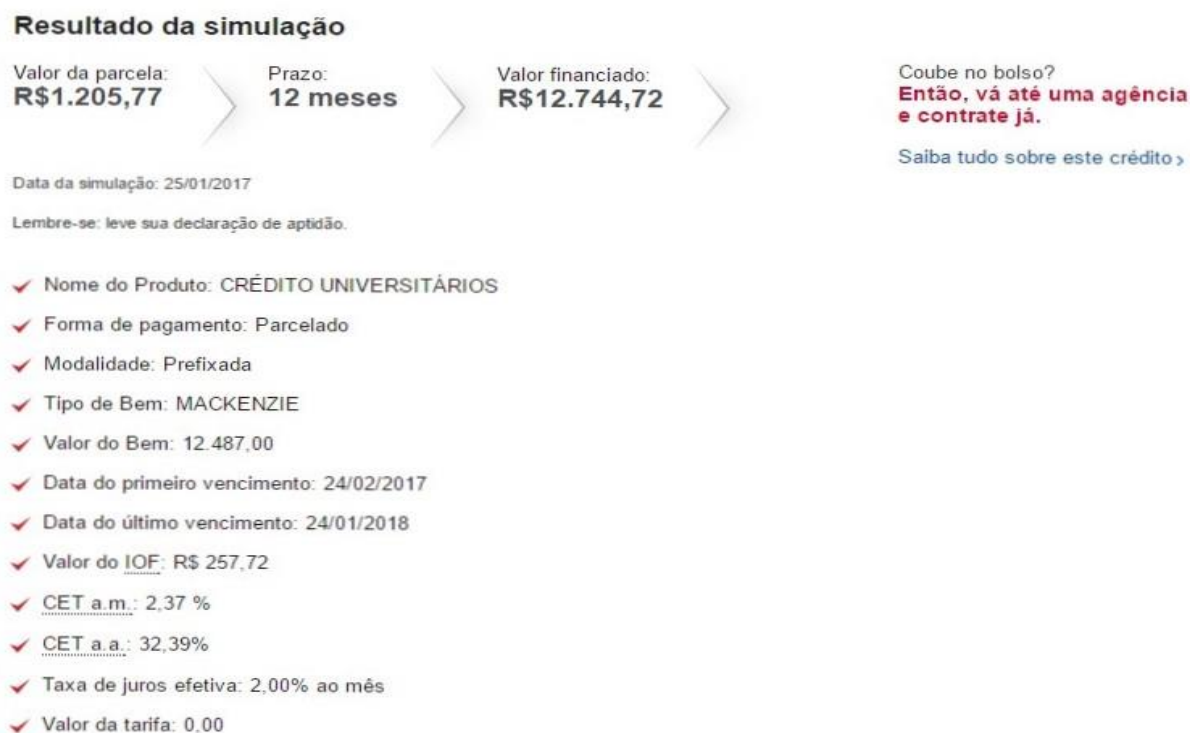 Resultado da simulação
Valor da parcela:
R$1.205,77
Prazo:
12 meses
Valor financiado:
R$12.744,72
Coube no bolso?
Então, vá até uma agência
e contrate já.
Saiba tudo sobre este crédito ›
Data da simulação: 25/01/2017
Lembre-se: leve sua declaração de aptidão.
Nome do Produto: CRÉDITO UNIVERSITÁRIOS
Forma de pagamento: Parcelado
Modalidade: Prefixada
Tipo de Bem: MACKENZIE
Valor do Bem: 12.487,00
Data do primeiro vencimento: 24/02/2017
Data do último vencimento: 24/01/2018
Valor do IOF: R$ 257,72
CET a.m.: 2,37 %
CET a.a.: 32,39%
Taxa de juros efetiva: 2,00% ao mês
Valor da tarifa: 0,00